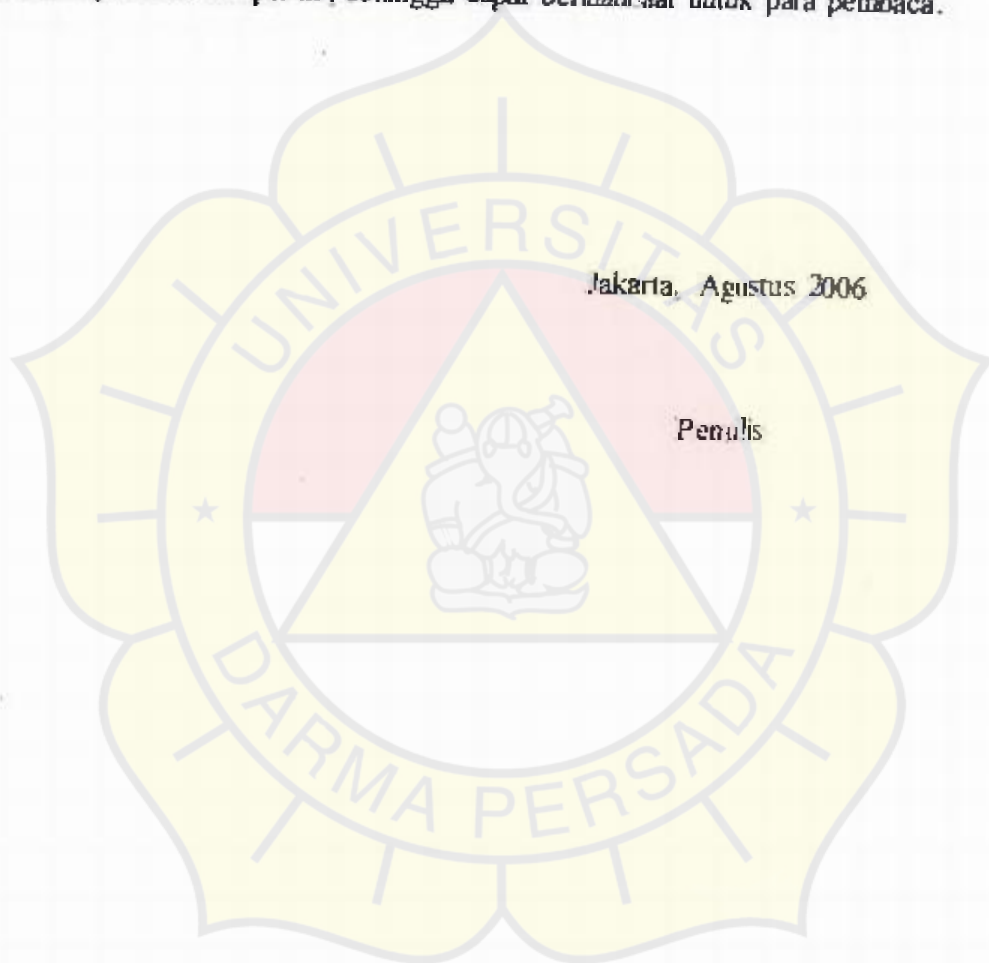 dapat bermanfaat untuk para pembaca.
Jakarta, Agustus 2006
Penulis
UNIVERSITAS
DARMA PERSADA